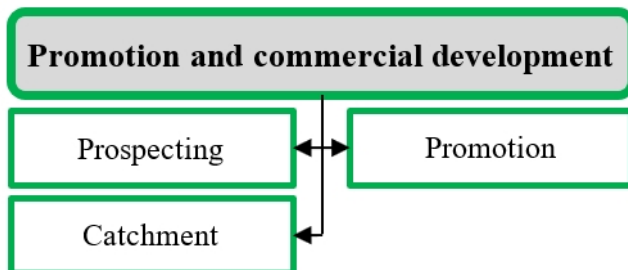 Promotion and commercial development
Prospecting
Promotion
Catchment